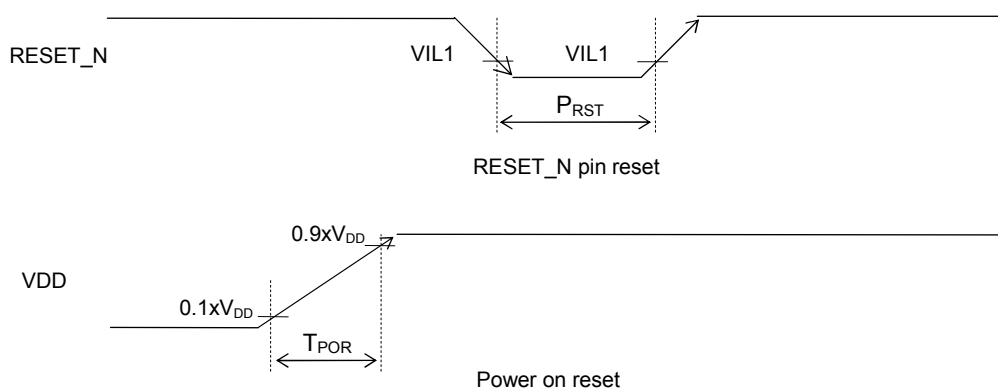 RESET_N
VIL1
VIL1
PRST
RESET_N pin reset
0.9xVDD
VDD
0.1xVDD
TPOR
Power on reset